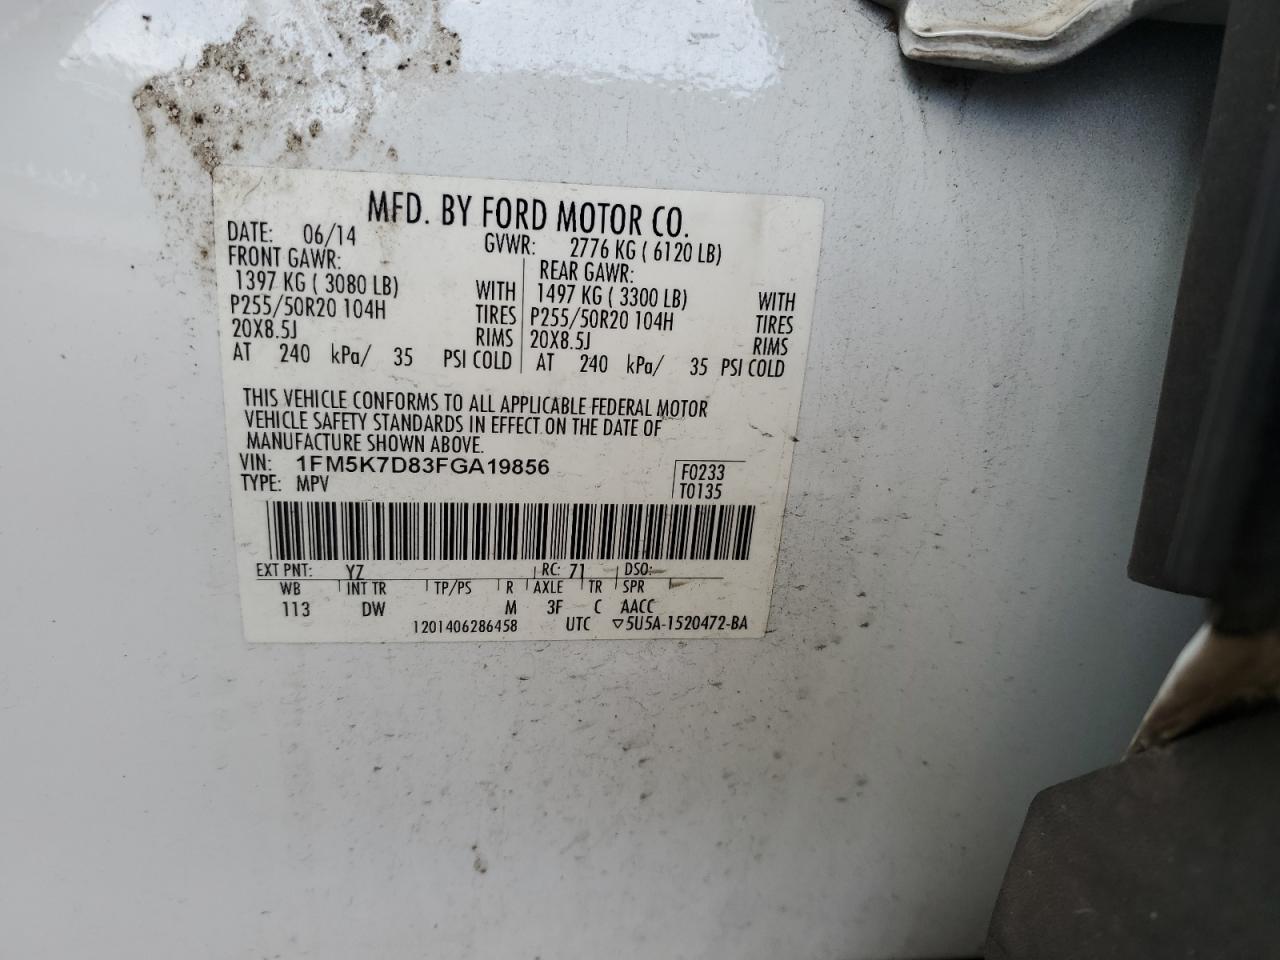 MFD. BY FORD MOTOR CO.
DATE: 06/14 GVWR: 2776 KG ( 6120 LB)
FRONT GAWR: REAR GAWR:
1397 KG ( 3080 LB) WITH 1497 KG ( 3300 LB) WITH
P255/50R20 104H TIRES P255/50R20 104H TIRES
20X8.5J RIMS 20X8.5J RIMS
AT 240 kPa/ 35 PSI COLD AT 240 kPa/ 35 PSI COLD
THIS VEHICLE CONFORMS TO ALL APPLICABLE FEDERAL MOTOR
VEHICLE SAFETY STANDARDS IN EFFECT ON THE DATE OF
MANUFACTURE SHOWN ABOVE.
VIN: 1FM5K7D83FGA19856 F0233
TYPE: MPV T0135
EXT PNT: YZ RC: 71 DSO:
WB INT TR TP/PS R AXLE TR SPR
113 DW M 3F C AACC
1201406286458 UTC ▽5U5A-1520472-BA